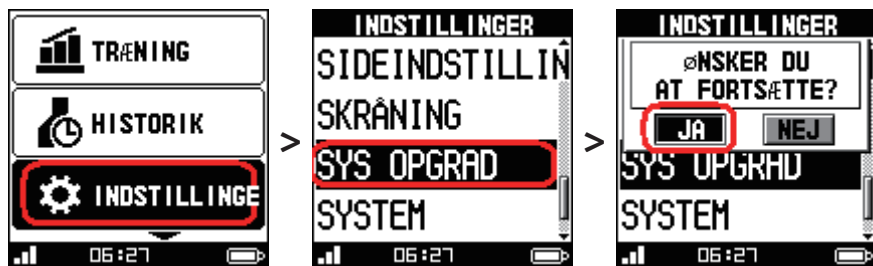 TRÆNING
HISTORIK
INDSTILLINGE
06:27
>
INDSTILLINGER
SIDEINDSTILLIN
SKRÅNING
SYS OPGRAD
SYSTEM
06:27
>
INDSTILLINGER
ØNSKER DU
AT FORTSÆTTE?
JA NEJ
SYS OPGRAD
SYSTEM
06:27